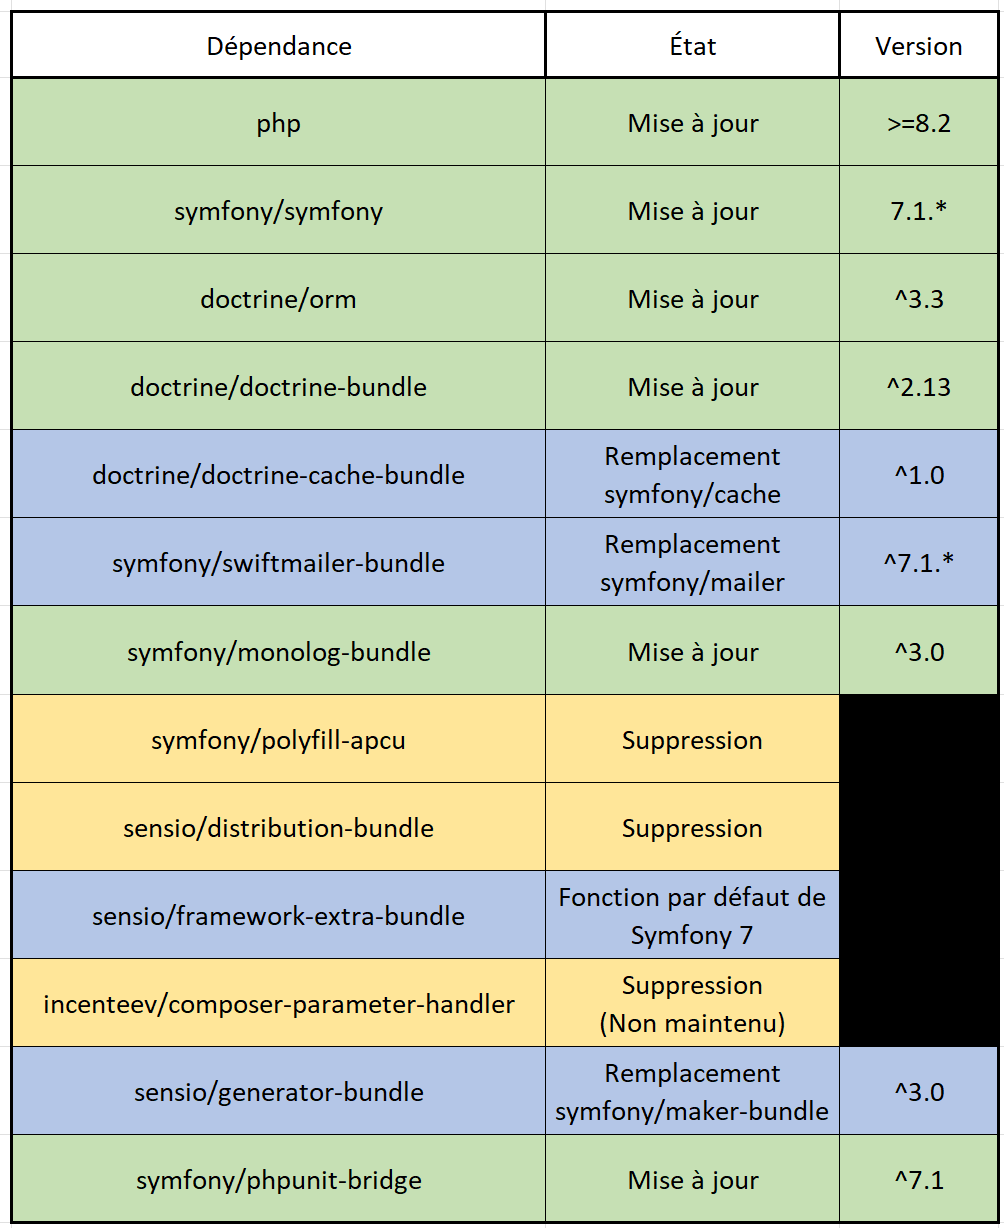 Dépendance État Version
php Mise à jour >=8.2
symfony/symfony Mise à jour 7.1.*
doctrine/orm Mise à jour ^3.3
doctrine/doctrine-bundle Mise à jour ^2.13
doctrine/doctrine-cache-bundle Remplacement symfony/cache ^1.0
symfony/swiftmailer-bundle Remplacement symfony/mailer ^7.1.*
symfony/monolog-bundle Mise à jour ^3.0
symfony/polyfill-apcu Suppression
sensio/distribution-bundle Suppression
sensio/framework-extra-bundle Fonction par défaut de Symfony 7
incenteev/composer-parameter-handler Suppression (Non maintenu)
sensio/generator-bundle Remplacement symfony/maker-bundle ^3.0
symfony/phpunit-bridge Mise à jour ^7.1